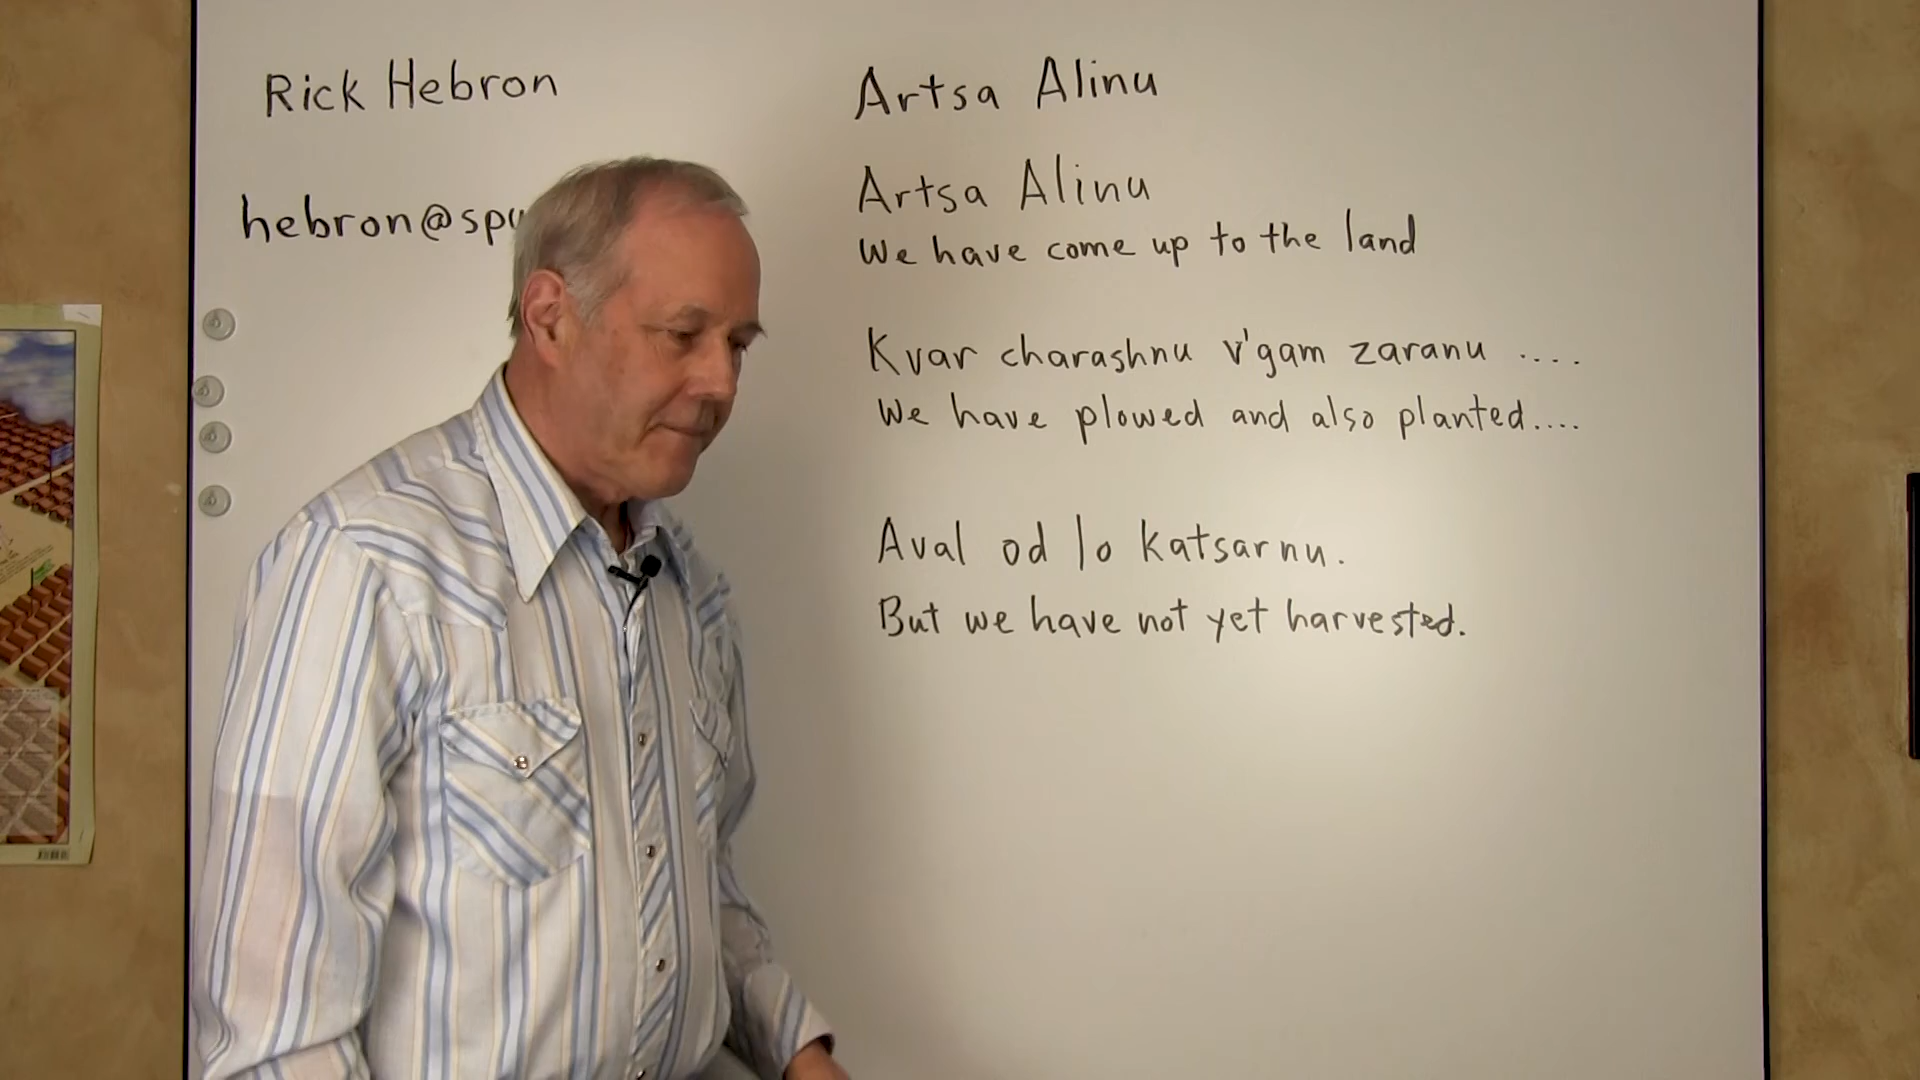 Rick Hebron
hebron@sp
Artsa Alinu
Artsa Alinu
We have come up to the land
Kvar charashnu v'gam zaranu ....
We have plowed and also planted....
Aval od lo katsarnu.
But we have not yet harvested.